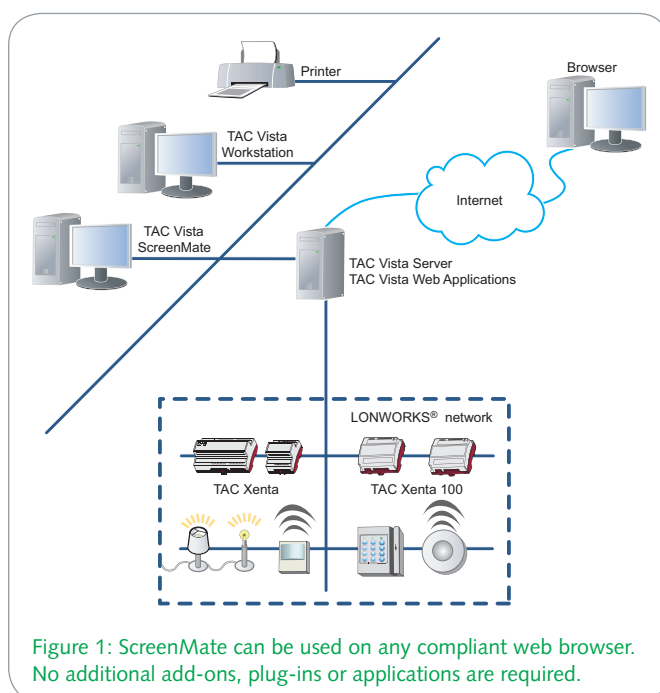 Printer
Browser
TAC Vista
Workstation
Internet
TAC Vista
ScreenMate
TAC Vista Server
TAC Vista Web Applications
LONWORKS® network
TAC Xenta
TAC Xenta 100
Figure 1: ScreenMate can be used on any compliant web browser.
No additional add-ons, plug-ins or applications are required.